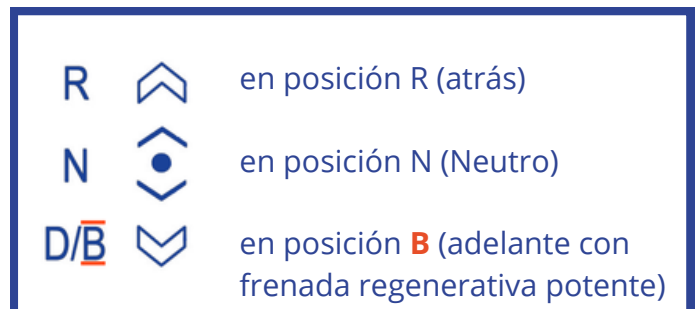 R en posición R (atrás)
N en posición N (Neutro)
D/B en posición B (adelante con
frenada regenerativa potente)